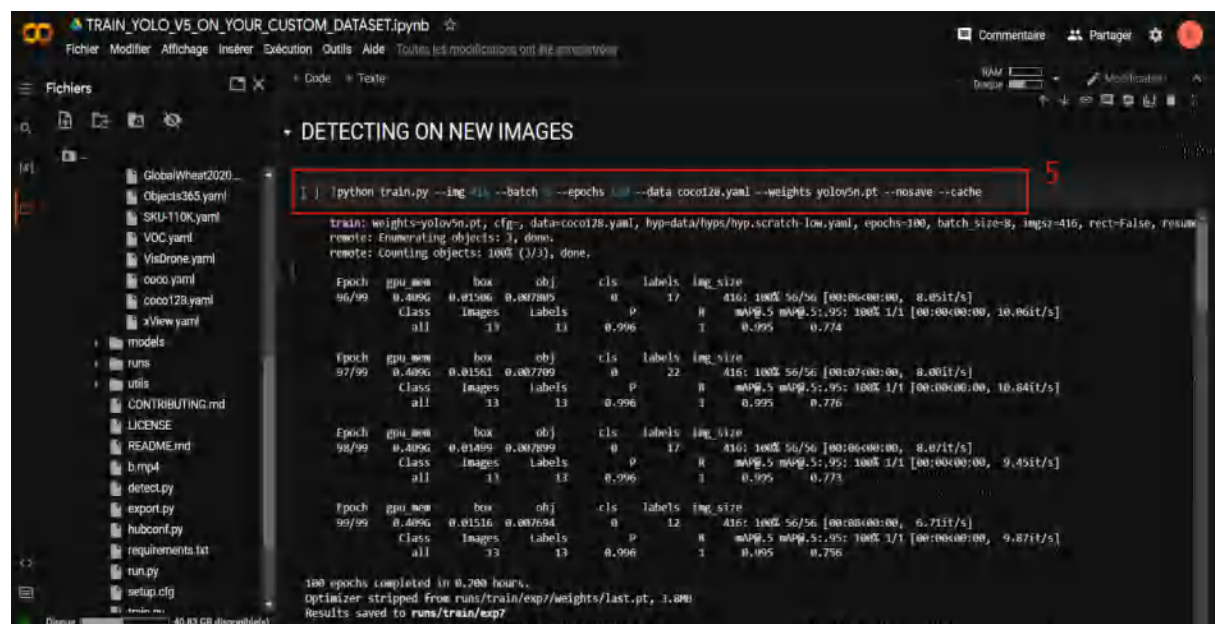 TRAIN_YOLO_V5_ON_YOUR_CUSTOM_DATASET.ipynb
Fichier Modifier Affichage Insérer Exécution Outils Aide Toutes les modifications ont été enregistrées
Commentaire Partager
Fichiers
+ Code + Texte
RAM
Disque
Modification
DETECTING ON NEW IMAGES
5
[ ] !python train.py --img 416 --batch --epochs --data coco128.yaml --weights yolov5n.pt --nosave --cache
GlobalWheat2020...
Objects365.yaml
SKU-110K.yaml
VOC.yaml
VisDrone.yaml
coco.yaml
coco128.yaml
xView.yaml
models
runs
utils
CONTRIBUTING.md
LICENSE
README.md
b.mp4
detect.py
export.py
hubconf.py
requirements.txt
run.py
setup.cfg
train.py
Disque 40.83 GB disponible(s)
train: weights=yolov5n.pt, cfg=, data=coco128.yaml, hyp=data/hyps/hyp.scratch-low.yaml, epochs=100, batch_size=8, imgsz=416, rect=False, resum
remote: Enumerating objects: 3, done.
remote: Counting objects: 100% (3/3), done.
Epoch gpu_mem box obj cls labels img_size
96/99 0.409G 0.01506 0.007805 0 17 416: 100% 56/56 [00:06<00:00, 8.05it/s]
Class Images Labels P R mAP@.5 mAP@.5:.95: 100% 1/1 [00:00<00:00, 10.06it/s]
all 13 13 0.996 1 0.995 0.774
Epoch gpu_mem box obj cls labels img_size
97/99 0.409G 0.01561 0.007709 0 22 416: 100% 56/56 [00:07<00:00, 8.00it/s]
Class Images Labels P R mAP@.5 mAP@.5:.95: 100% 1/1 [00:00<00:00, 10.84it/s]
all 13 13 0.996 1 0.995 0.776
Epoch gpu_mem box obj cls labels img_size
98/99 0.409G 0.01499 0.007899 0 17 416: 100% 56/56 [00:06<00:00, 8.07it/s]
Class Images Labels P R mAP@.5 mAP@.5:.95: 100% 1/1 [00:00<00:00, 9.45it/s]
all 13 13 0.996 1 0.995 0.773
Epoch gpu_mem box obj cls labels img_size
99/99 0.409G 0.01516 0.007694 0 12 416: 100% 56/56 [00:08<00:00, 6.71it/s]
Class Images Labels P R mAP@.5 mAP@.5:.95: 100% 1/1 [00:00<00:00, 9.87it/s]
all 13 13 0.996 1 0.995 0.756
100 epochs completed in 0.200 hours.
Optimizer stripped from runs/train/exp7/weights/last.pt, 3.8MB
Results saved to runs/train/exp7